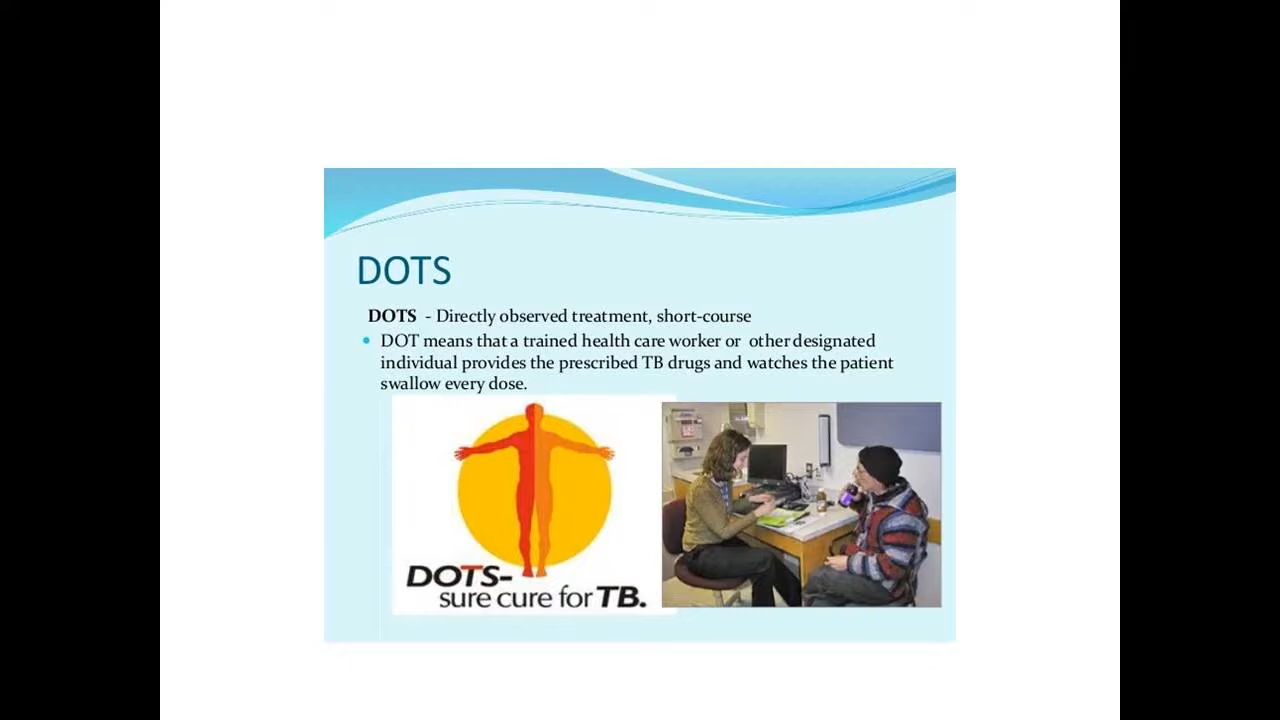 DOTS
DOTS - Directly observed treatment, short-course
• DOT means that a trained health care worker or other designated
individual provides the prescribed TB drugs and watches the patient
swallow every dose.
DOTS-
sure cure for TB.